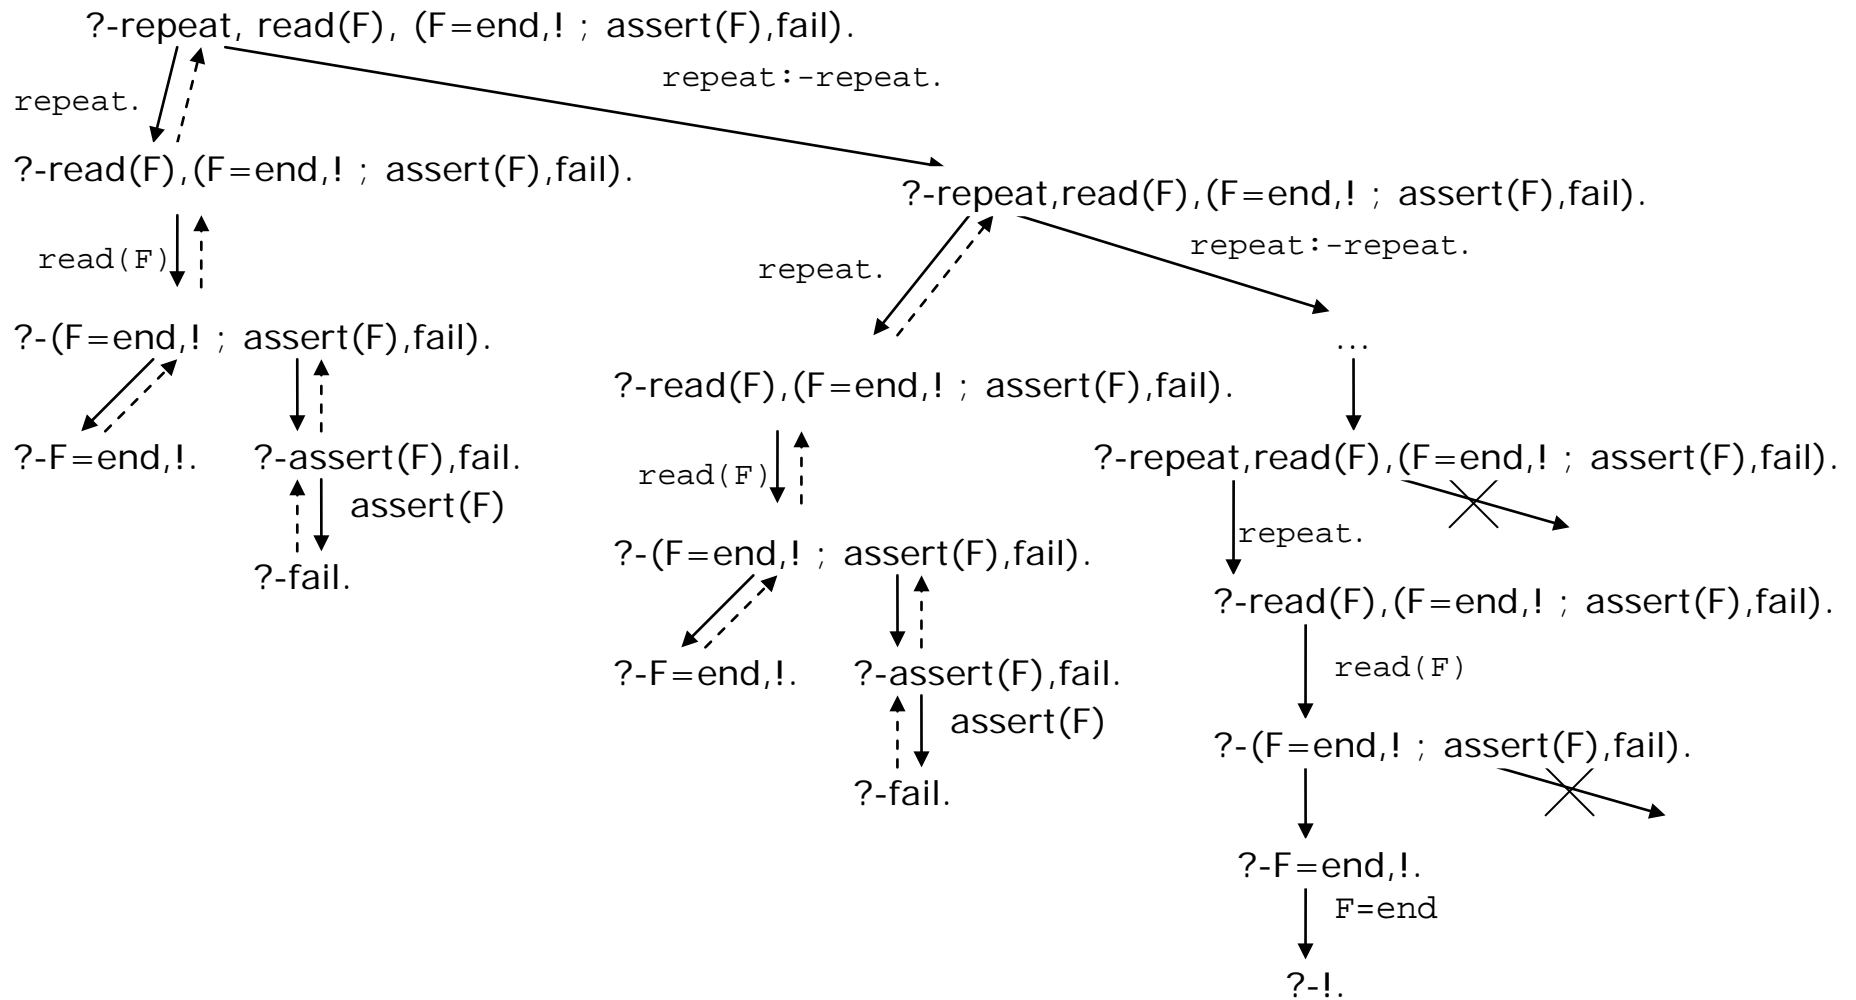 ?-repeat, read(F), (F=end,! ; assert(F),fail).
repeat:-repeat.
repeat.
?-read(F),(F=end,! ; assert(F),fail).
?-repeat,read(F),(F=end,! ; assert(F),fail).
repeat:-repeat.
read(F)
repeat.
?-(F=end,! ; assert(F),fail).
...
?-read(F),(F=end,! ; assert(F),fail).
?-F=end,!.
?-assert(F),fail.
?-repeat,read(F),(F=end,! ; assert(F),fail).
read(F)
assert(F)
repeat.
?-(F=end,! ; assert(F),fail).
?-fail.
?-read(F),(F=end,! ; assert(F),fail).
read(F)
?-F=end,!.
?-assert(F),fail.
assert(F)
?-(F=end,! ; assert(F),fail).
?-fail.
?-F=end,!.
F=end
?-!.